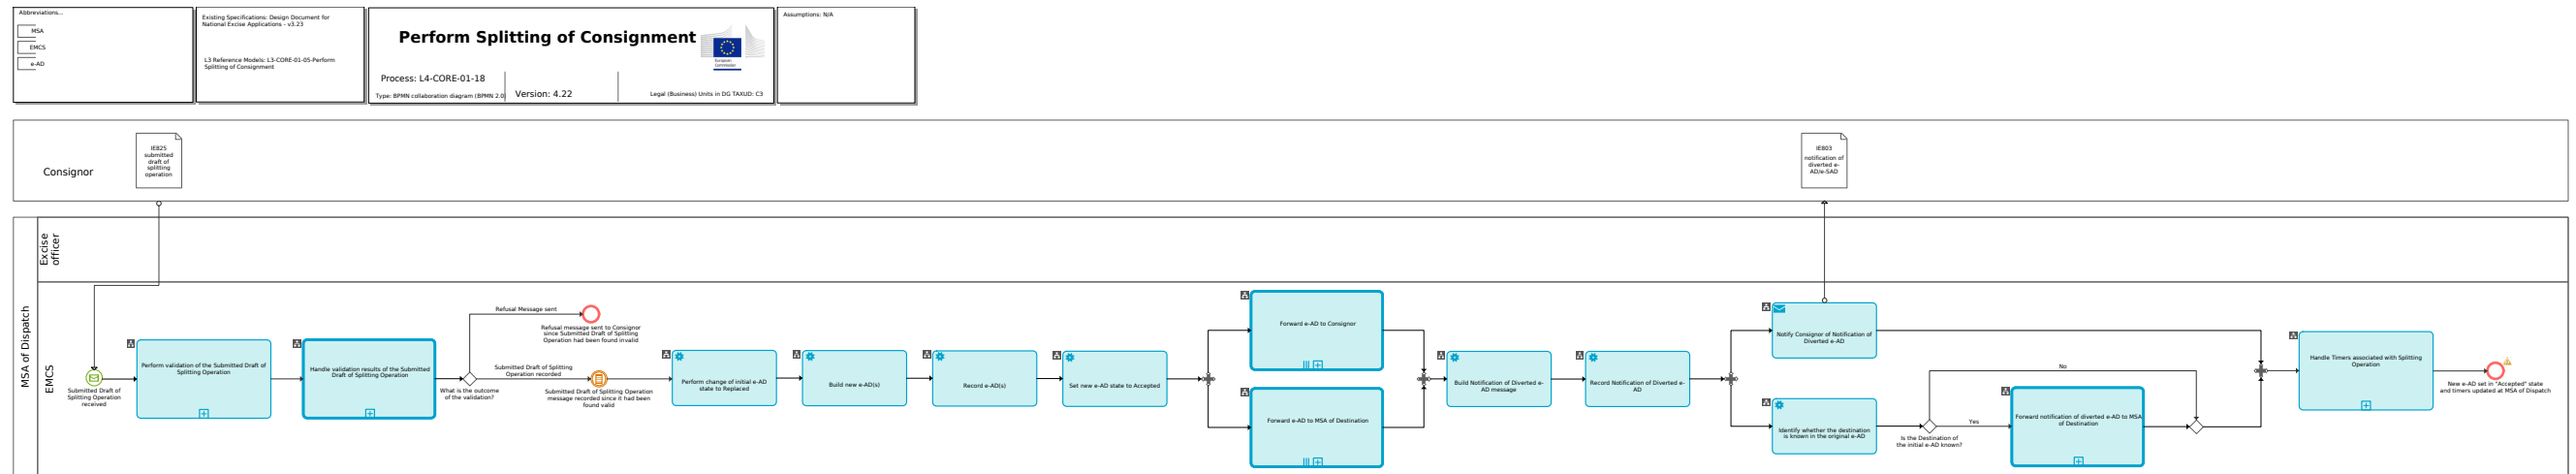 Abbreviations...
MSA
EMCS
e-AD
Existing Specifications: Design Document for
National Excise Applications - v3.23
L3 Reference Models: L3-CORE-01-05-Perform
Splitting of Consignment
Perform Splitting of Consignment
European
Commission
Process: L4-CORE-01-18
Type: BPMN collaboration diagram (BPMN 2.0)
Version: 4.22
Legal (Business) Units in DG TAXUD: C3
Assumptions: N/A
Consignor
IE825
submitted
draft of
splitting
operation
IE803
notification of
diverted e-
AD/e-SAD
MSA of Dispatch
Excise
officer
EMCS
Submitted Draft of
Splitting Operation
received
Perform validation of the Submitted Draft of
Splitting Operation
Handle validation results of the Submitted
Draft of Splitting Operation
What is the outcome
of the validation?
Refusal Message sent
Refusal message sent to Consignor
since Submitted Draft of Splitting
Operation had been found invalid
Submitted Draft of Splitting
Operation recorded
Submitted Draft of Splitting Operation
message recorded since it had been
found valid
Perform change of initial e-AD
state to Replaced
Build new e-AD(s)
Record e-AD(s)
Set new e-AD state to Accepted
Forward e-AD to Consignor
Forward e-AD to MSA of Destination
Build Notification of Diverted e-
AD message
Record Notification of Diverted e-
AD
Notify Consignor of Notification of
Diverted e-AD
Identify whether the destination
is known in the original e-AD
Is the Destination of
the initial e-AD known?
No
Yes
Forward notification of diverted e-AD to MSA
of Destination
Handle Timers associated with Splitting
Operation
New e-AD set in "Accepted" state
and timers updated at MSA of Dispatch